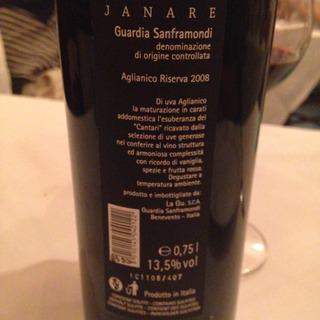 JANARE
Guardia Sanframondi
denominazione
di origine controllata
Aglianico Riserva 2008
Di uva Aglianico
la maturazione in carati
addomestica l'esuberanza del
"Cantari" ricavato dalla
selezione di uve generose
nel conferire al vino struttura
ed armoniosa complessità
con ricordo di vaniglia,
spezie e frutta rossa.
Degustare a
temperatura ambiente.
prodotto e imbottigliato da:
La Gu. S.C.A.
Guardia Sanframondi
Benevento - Italia
e 0,75 l
13,5% vol
Prodotto in Italia